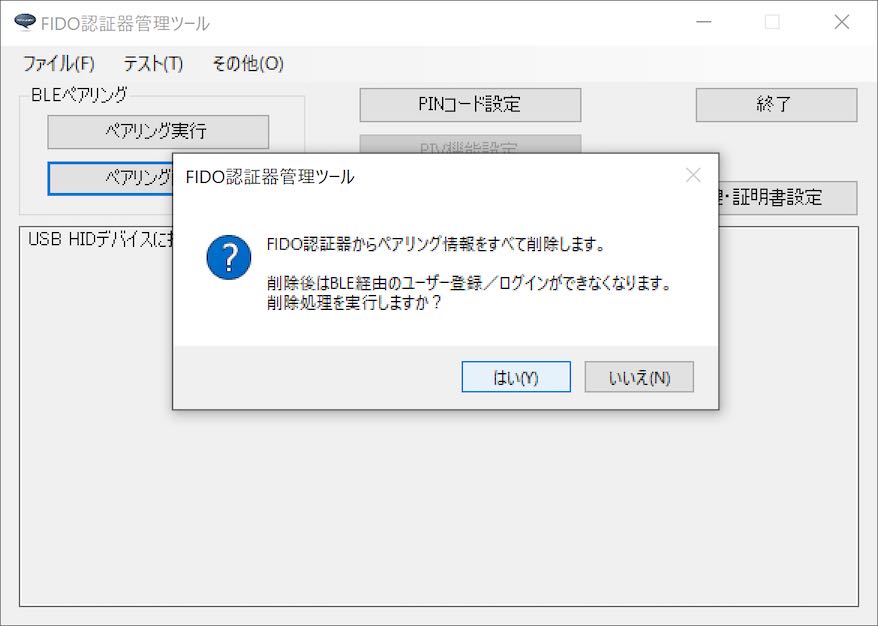 FIDO認証器管理ツール
ファイル(F) テスト(T) その他(O)
BLEペアリング
ペアリング実行
PINコード設定
終了
PIV機能設定
ペアリング
・証明書設定
USB HIDデバイスに
FIDO認証器管理ツール
FIDO認証器からペアリング情報をすべて削除します。
削除後はBLE経由のユーザー登録／ログインができなくなります。
削除処理を実行しますか？
はい(Y)
いいえ(N)